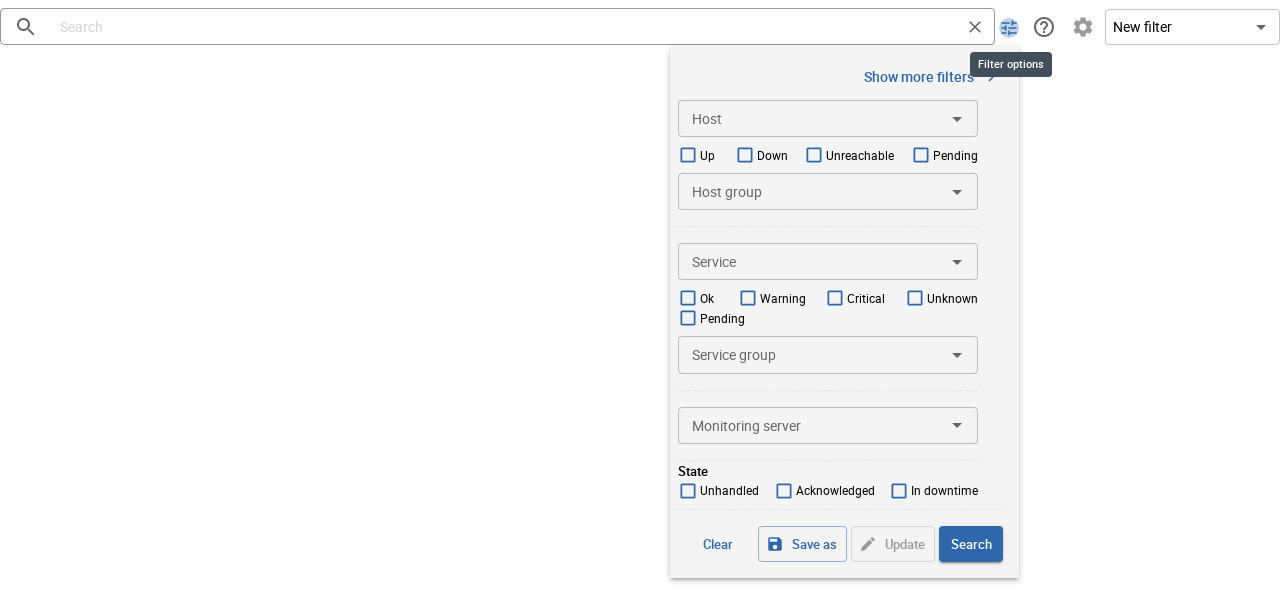 Search
New filter
Filter options
Show more filters
Host
Up Down Unreachable Pending
Host group
Service
Ok Warning Critical Unknown
Pending
Service group
Monitoring server
State
Unhandled Acknowledged In downtime
Clear Save as Update Search